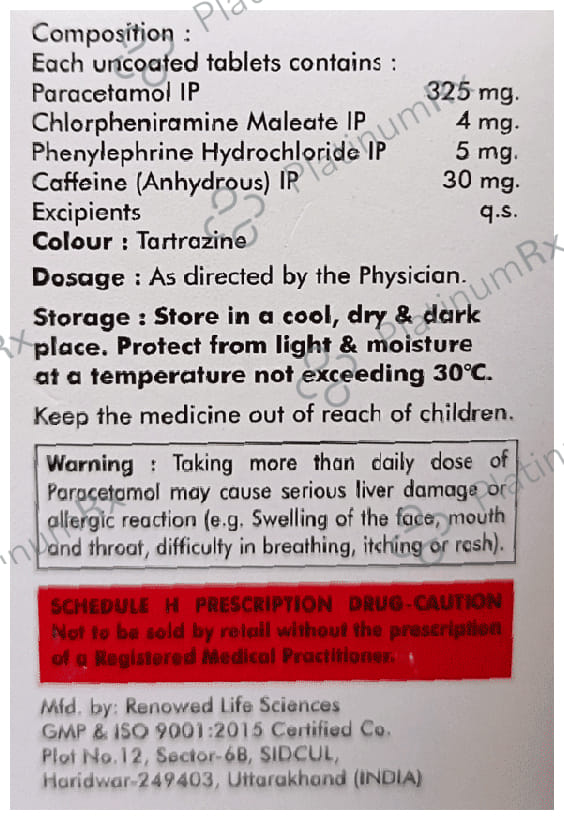 Composition :
Each uncoated tablets contains :
Paracetamol IP 325 mg.
Chlorpheniramine Maleate IP 4 mg.
Phenylephrine Hydrochloride IP 5 mg.
Caffeine (Anhydrous) IP 30 mg.
Excipients q.s.
Colour : Tartrazine
Dosage : As directed by the Physician.
Storage : Store in a cool, dry & dark
place. Protect from light & moisture
at a temperature not exceeding 30°C.
Keep the medicine out of reach of children.
Warning : Taking more than daily dose of
Paracetamol may cause serious liver damage or
allergic reaction (e.g. Swelling of the face, mouth
and throat, difficulty in breathing, itching or rash).
SCHEDULE H PRESCRIPTION DRUG-CAUTION
Not to be sold by retail without the prescription
of a Registered Medical Practitioner.
Mfd. by: Renowed Life Sciences
GMP & ISO 9001:2015 Certified Co.
Plot No.12, Sector-6B, SIDCUL,
Haridwar-249403, Uttarakhand (INDIA)
PlatinumRx
PlatinumRx
PlatinumRx
Platinum
Rx